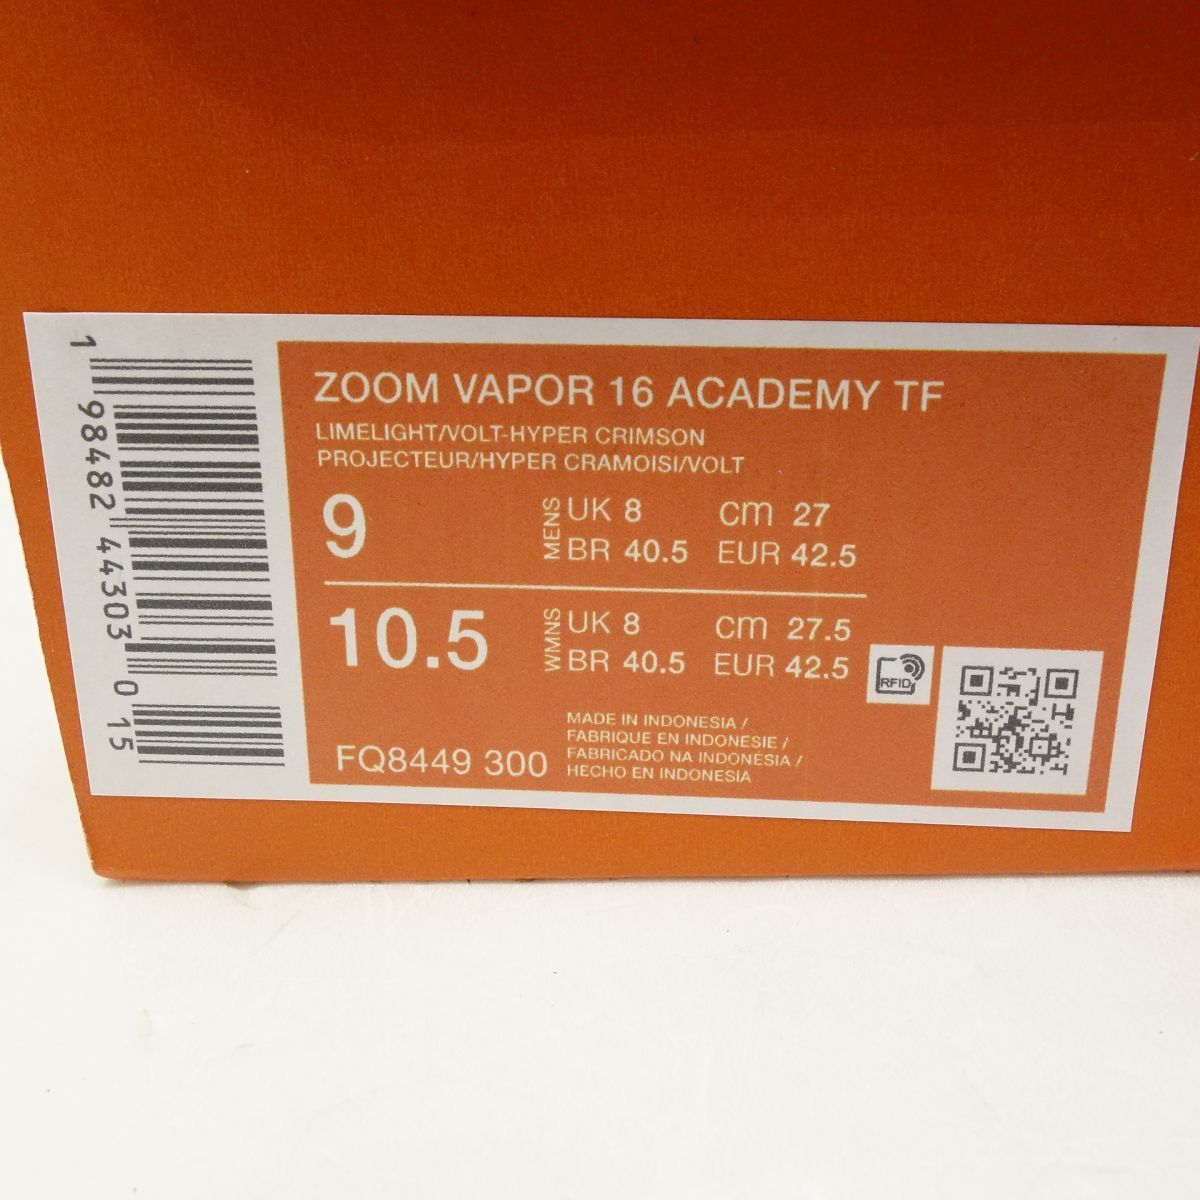 1 98482 44303 0 15
ZOOM VAPOR 16 ACADEMY TF
LIMELIGHT/VOLT-HYPER CRIMSON
PROJECTEUR/HYPER CRAMOISI/VOLT
9
MENS
UK 8 cm 27
BR 40.5 EUR 42.5
10.5
WMNS
UK 8 cm 27.5
BR 40.5 EUR 42.5
RFID
FQ8449 300
MADE IN INDONESIA /
FABRIQUE EN INDONESIE /
FABRICADO NA INDONÉSIA /
HECHO EN INDONESIA